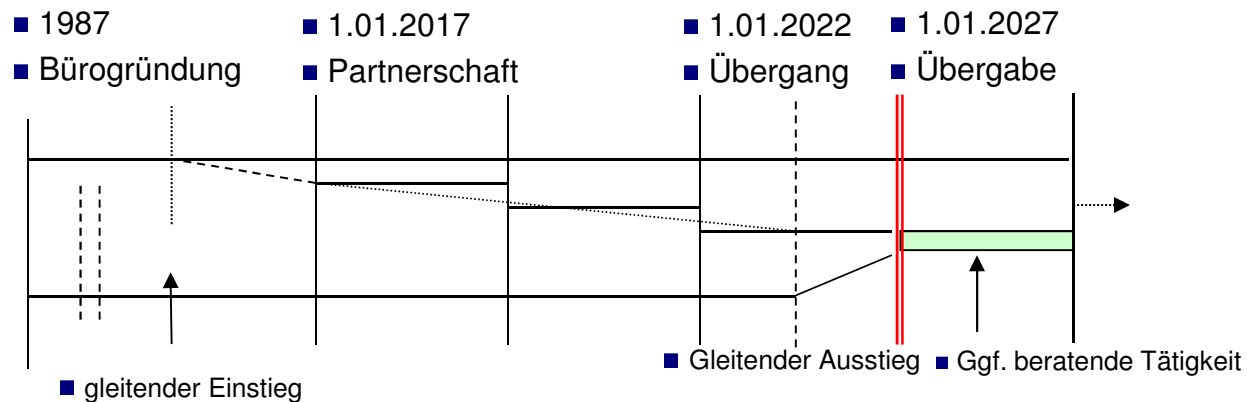 1987
Bürogründung
1.01.2017
Partnerschaft
1.01.2022
Übergang
1.01.2027
Übergabe
gleitender Einstieg
Gleitender Ausstieg
Ggf. beratende Tätigkeit